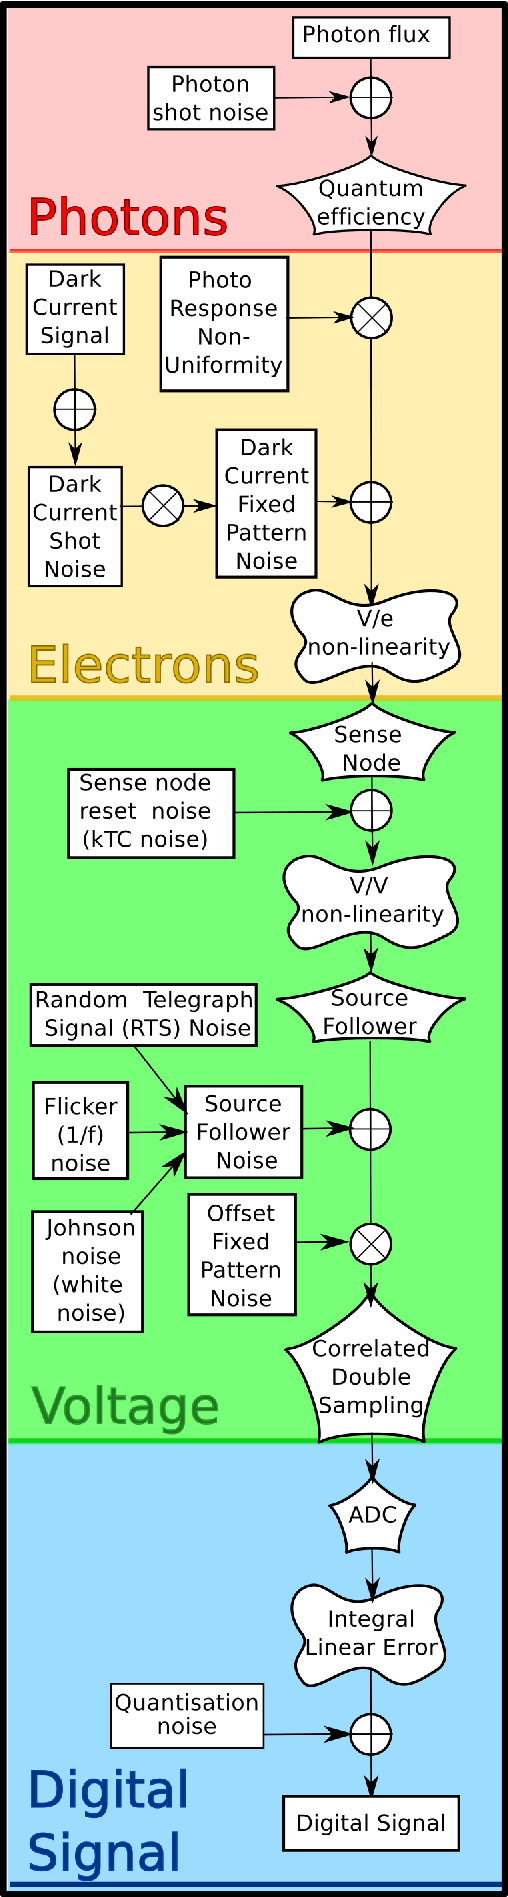 Photon flux
Photon
shot noise
Quantum
efficiency
Photons
Dark
Current
Signal
Photo
Response
Non-
Uniformity
Dark
Current
Shot
Noise
Dark
Current
Fixed
Pattern
Noise
V/e
non-linearity
Electrons
Sense
Node
Sense node
reset noise
(kTC noise)
V/V
non-linearity
Source
Follower
Random Telegraph
Signal (RTS) Noise
Flicker
(1/f)
noise
Source
Follower
Noise
Johnson
noise
(white
noise)
Offset
Fixed
Pattern
Noise
Correlated
Double
Sampling
Voltage
ADC
Integral
Linear Error
Quantisation
noise
Digital Signal
Digital
Signal